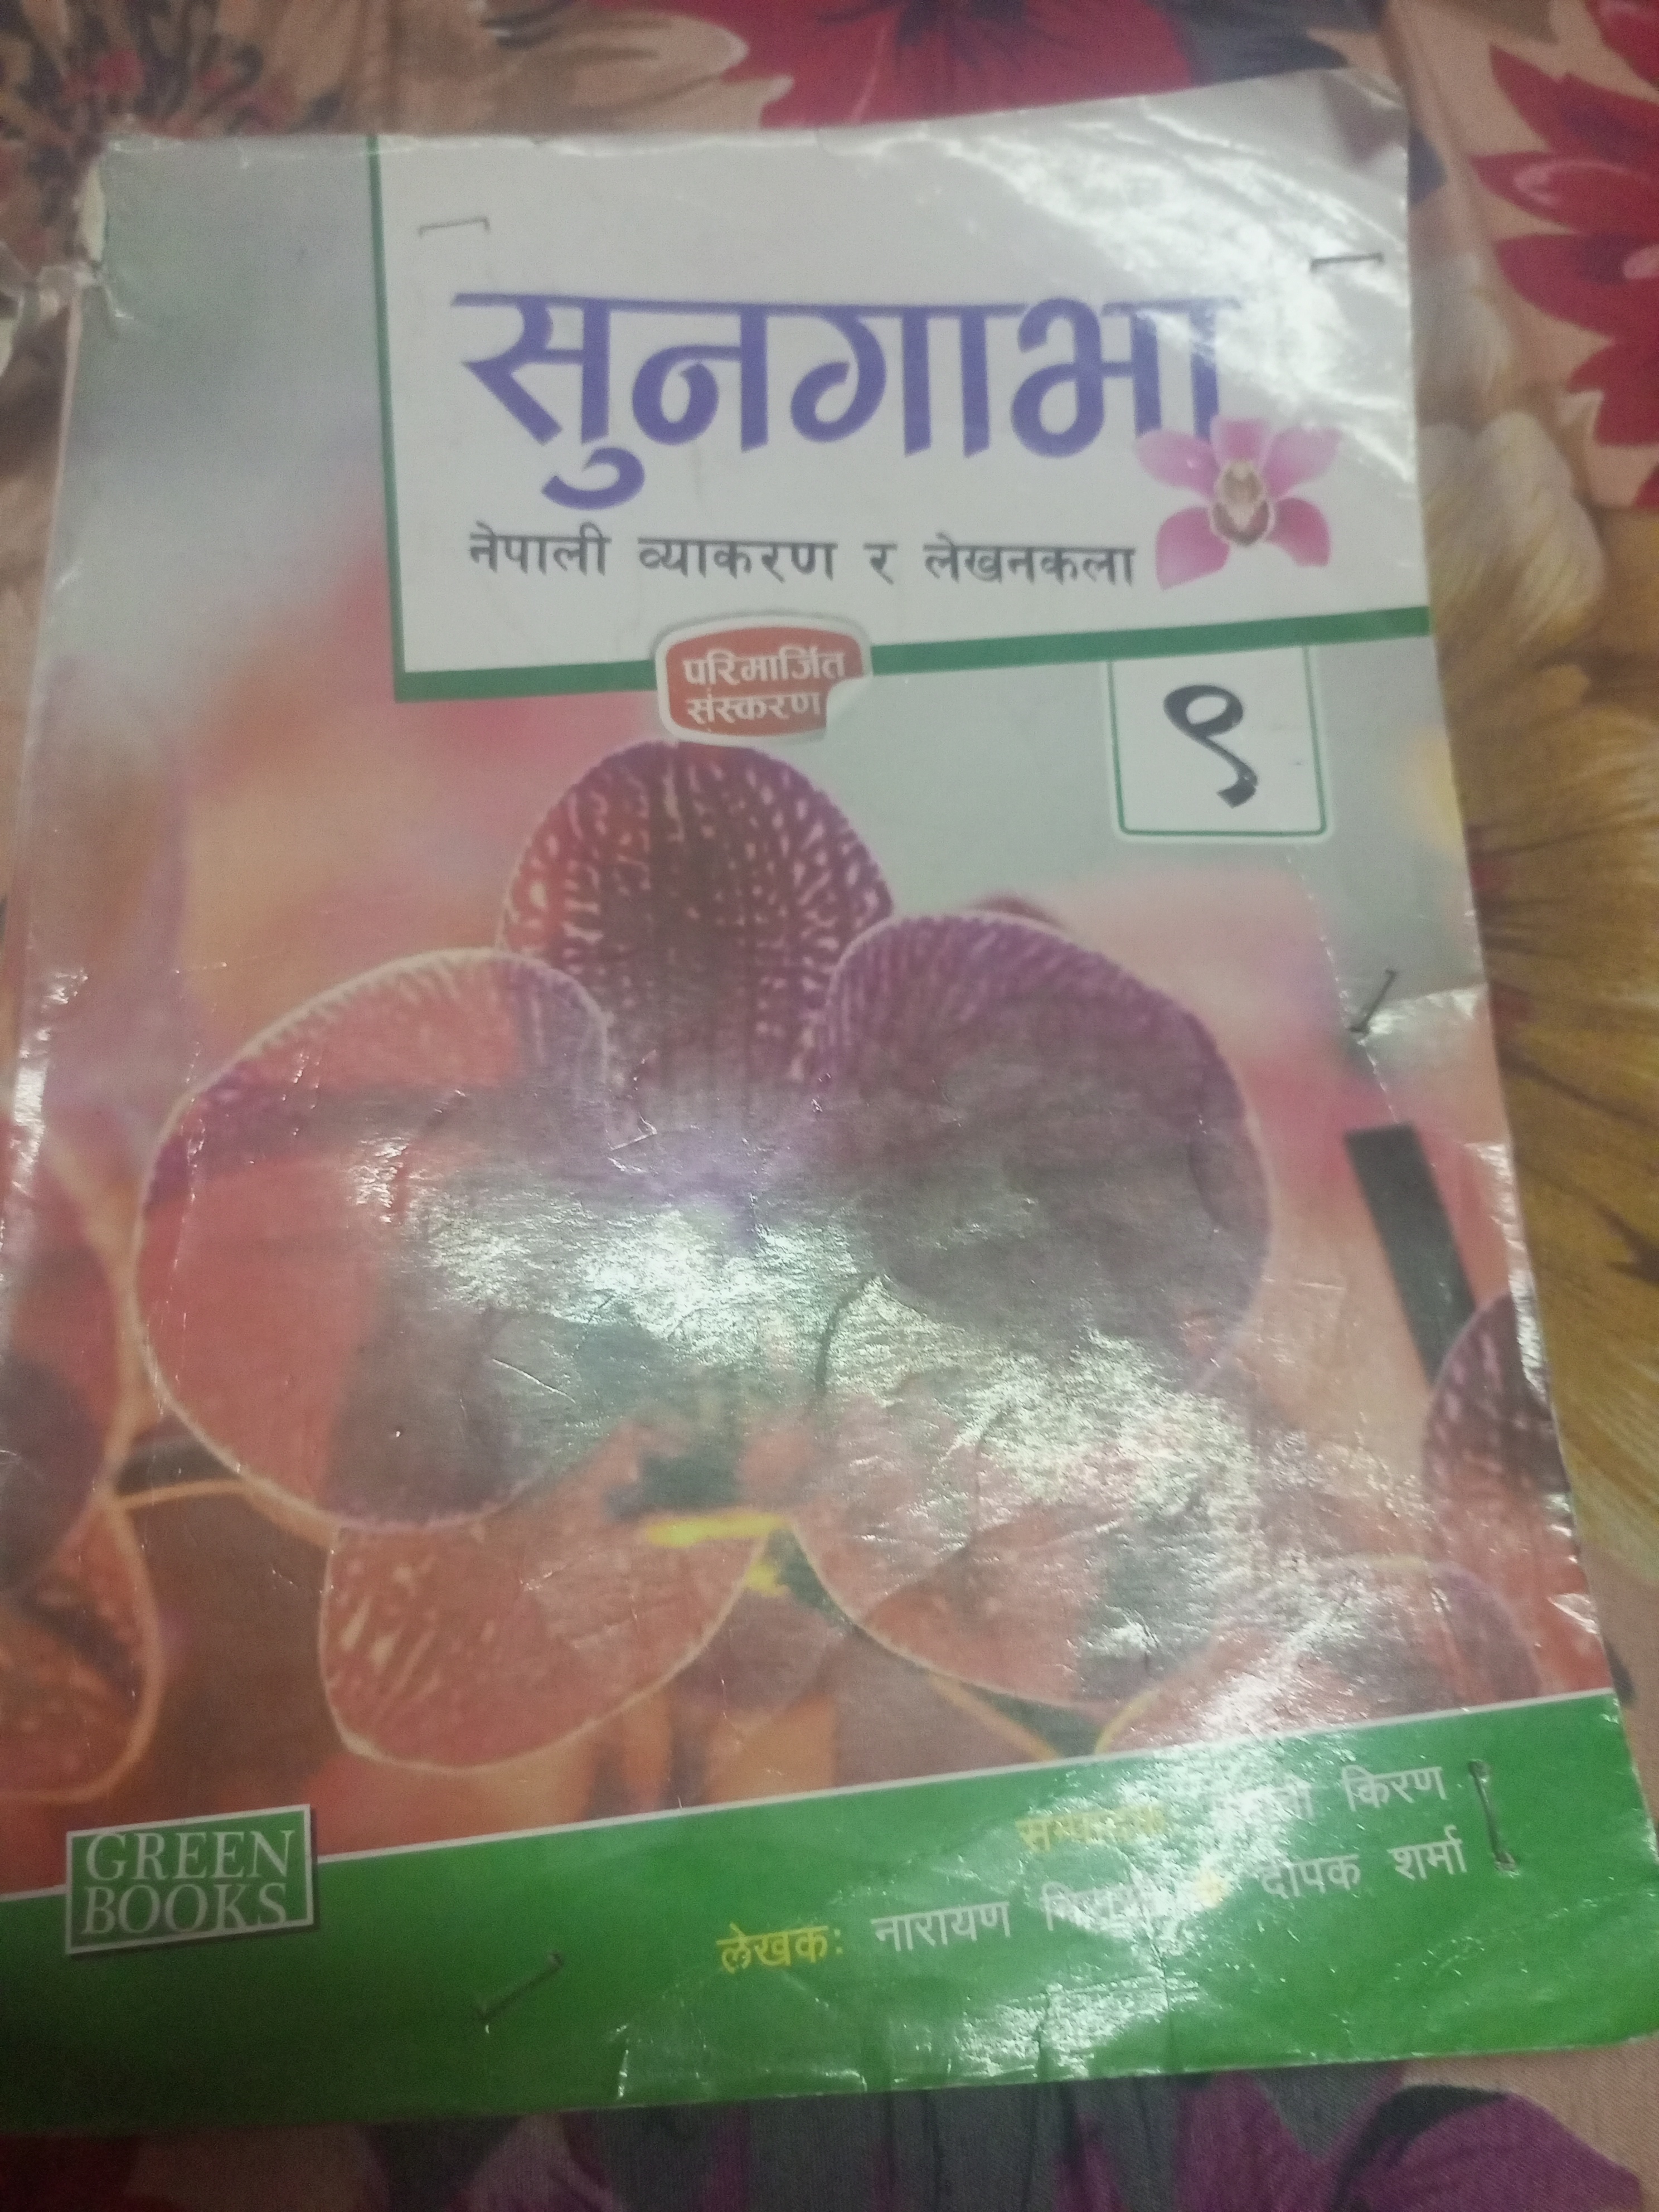 सुनगाभा
नेपाली व्याकरण र लेखनकला
परिमार्जित
संस्करण
९
GREEN
BOOKS
किरण
लेखक: नारायण दीपक शर्मा